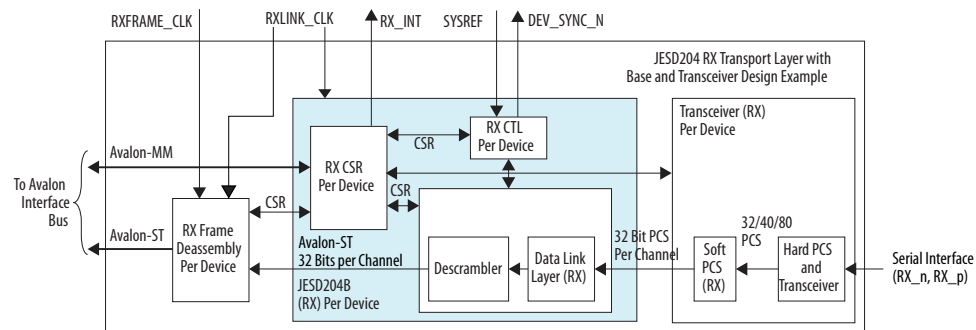 RXFRAME_CLK
RXLINK_CLK
RX_INT
SYSREF
DEV_SYNC_N
JESD204 RX Transport Layer with
Base and Transceiver Design Example
Transceiver (RX)
Per Device
RX CTL
Per Device
CSR
RX CSR
Per Device
Avalon-MM
To Avalon
Interface
Bus
CSR
CSR
RX Frame
Deassembly
Per Device
Avalon-ST
Avalon-ST
32 Bits per Channel
JESD204B
(RX) Per Device
Descrambler
Data Link
Layer (RX)
32 Bit PCS
Per Channel
32/40/80
PCS
Soft
PCS
(RX)
Hard PCS
and
Transceiver
Serial Interface
(RX_n, RX_p)